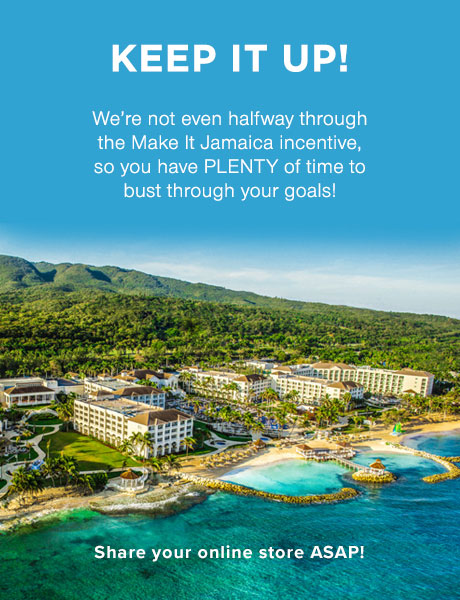 KEEP IT UP!
We’re not even halfway through
the Make It Jamaica incentive,
so you have PLENTY of time to
bust through your goals!
Share your online store ASAP!